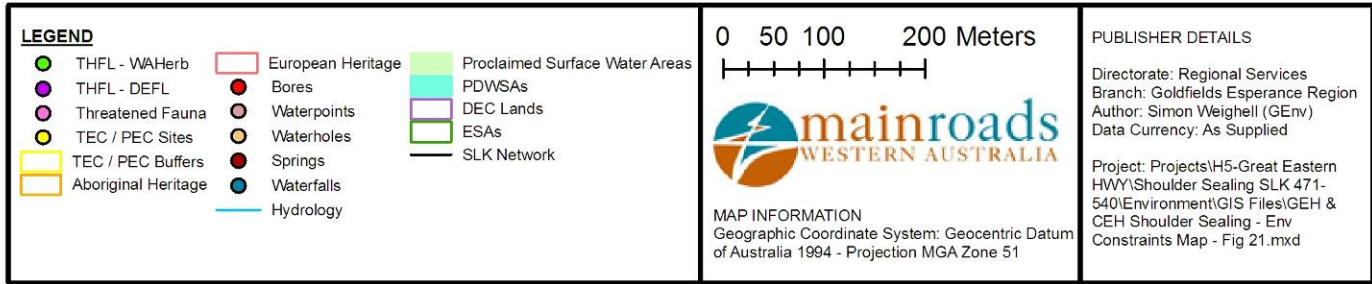 LEGEND
THFL - WAHerb
THFL - DEFL
Threatened Fauna
TEC / PEC Sites
TEC / PEC Buffers
Aboriginal Heritage
European Heritage
Bores
Waterpoints
Waterholes
Springs
Waterfalls
Hydrology
Proclaimed Surface Water Areas
PDWSAs
DEC Lands
ESAs
SLK Network
0 50 100 200 Meters
mainroads
WESTERN AUSTRALIA
MAP INFORMATION
Geographic Coordinate System: Geocentric Datum
of Australia 1994 - Projection MGA Zone 51
PUBLISHER DETAILS
Directorate: Regional Services
Branch: Goldfields Esperance Region
Author: Simon Weighell (GEnv)
Data Currency: As Supplied
Project: Projects\H5-Great Eastern
HWY\Shoulder Sealing SLK 471-
540\Environment\GIS Files\GEH &
CEH Shoulder Sealing - Env
Constraints Map - Fig 21.mxd